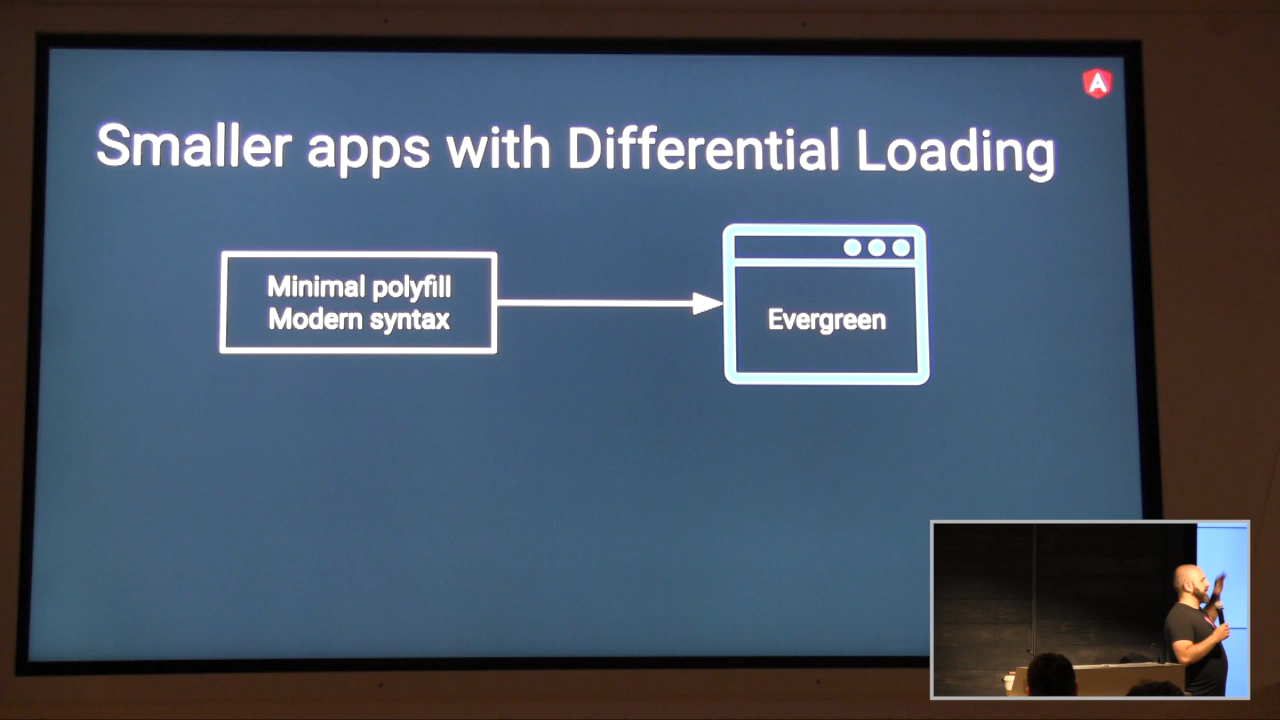 A
Smaller apps with Differential Loading
Minimal polyfill
Modern syntax
Evergreen